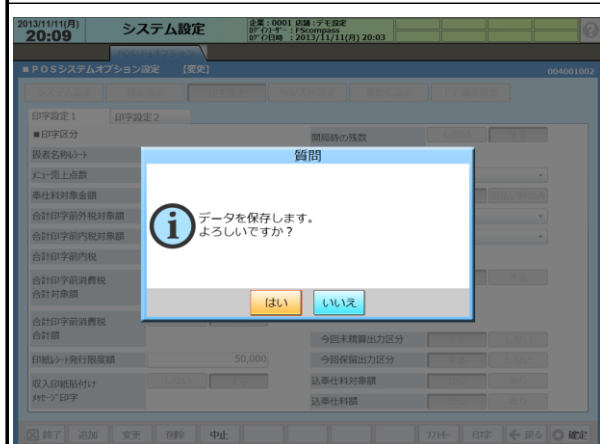 2013/11/11(月)
20:09
システム設定
企業：0001 店舗：デモ設定
ﾛｸﾞｲﾝﾕｰｻﾞｰ：FScompass
ﾛｸﾞｲﾝ日時 ：2013/11/11(月) 20:03
POSｼｽﾃﾑｵﾌﾟｼｮﾝ
■ＰＯＳシステムオプション設定 【変更】
004001002
印字設定１
印字設定２
■印字区分
開局時の残数
扱者名称ﾚｼｰﾄ
ﾒﾆｭｰ売上点数
奉仕料対象金額
合計印字前外税対象額
合計印字前内税対象額
合計印字前内税
合計印字前消費税
合計対象額
合計印字前消費税
合計額
今回未精算出力区分
印紙ﾚｼｰﾄ発行限度額
50,000
今回保留出力区分
収入印紙貼付け
ﾒｯｾｰｼﾞ印字
込奉仕料対象額
込奉仕料額
質問
データを保存します。
よろしいですか？
はい
いいえ
終了
追加
変更
削除
中止
印字
戻る
確定